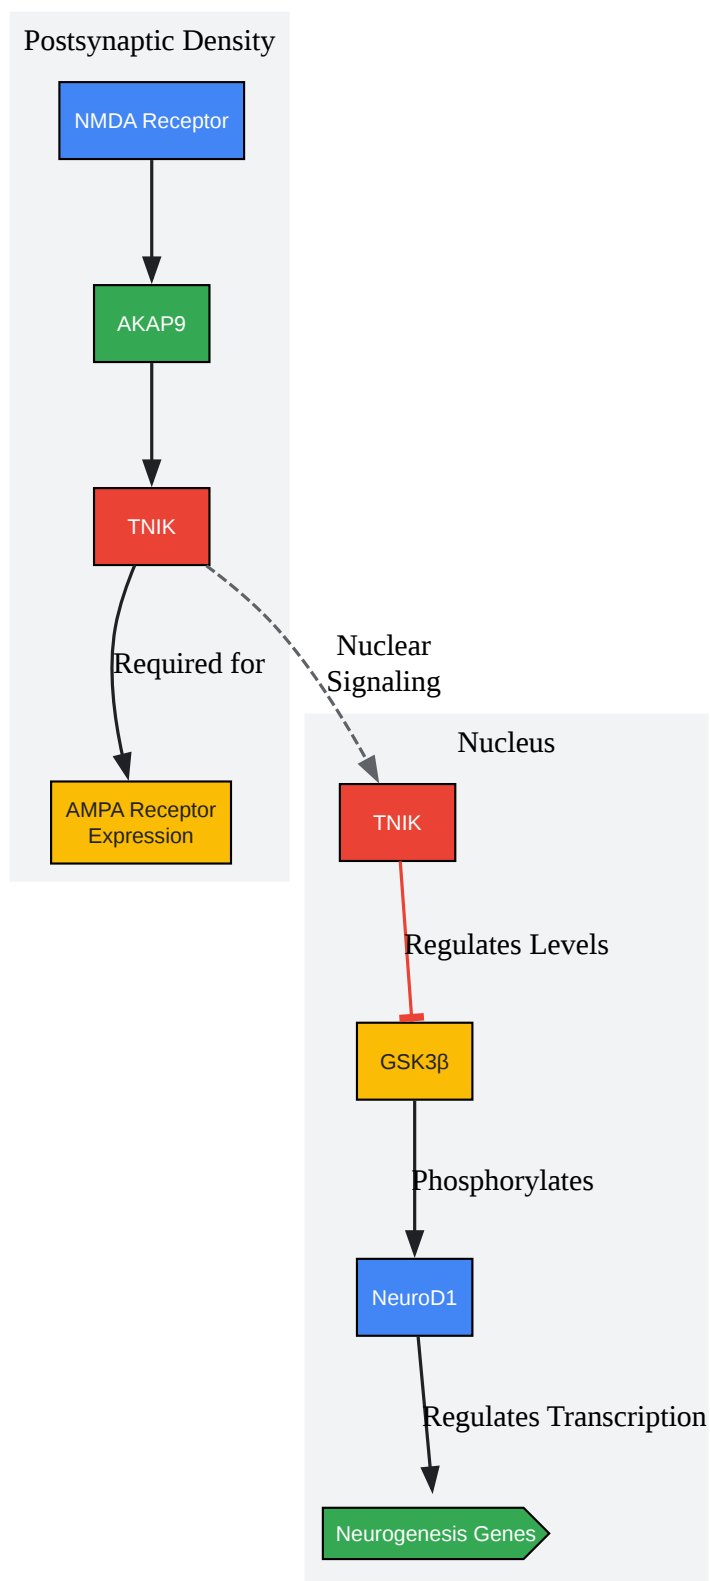 Postsynaptic Density
NMDA Receptor
AKAP9
TNIK
Required for
Nuclear
Signaling
AMPA Receptor
Expression
Nucleus
TNIK
Regulates Levels
GSK3β
Phosphorylates
NeuroD1
Regulates Transcription
Neurogenesis Genes